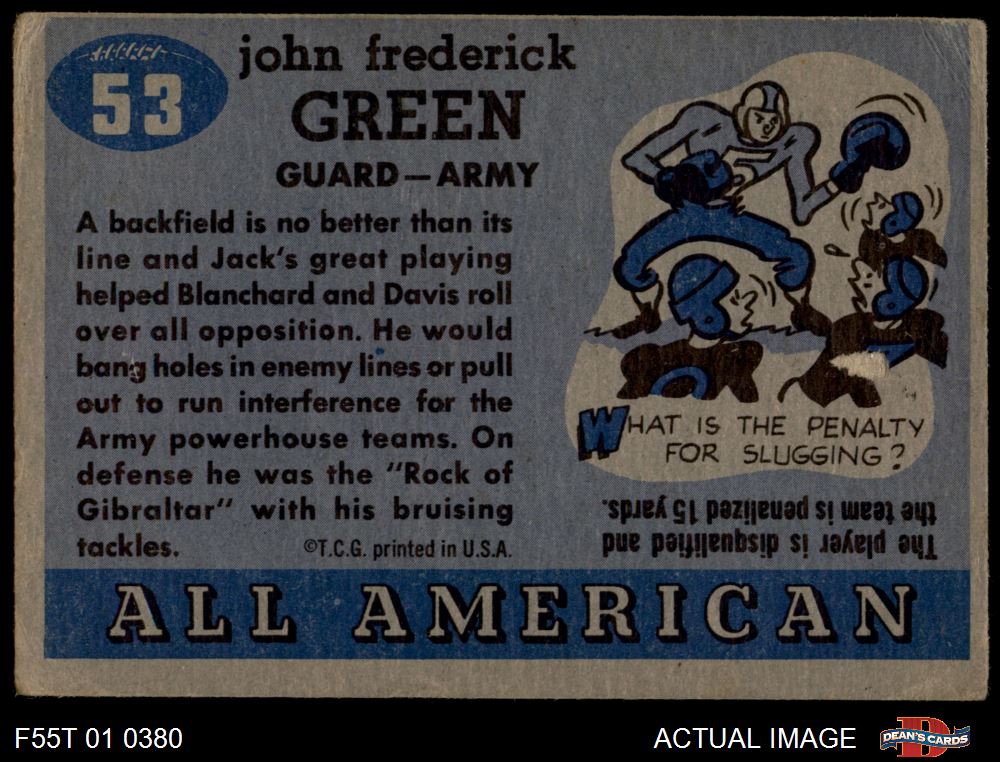 53
john frederick
GREEN
GUARD—ARMY
A backfield is no better than its
line and Jack's great playing
helped Blanchard and Davis roll
over all opposition. He would
bang holes in enemy lines or pull
out to run interference for the
Army powerhouse teams. On
defense he was the "Rock of
Gibraltar" with his bruising
tackles.
©T.C.G. printed in U.S.A.
WHAT IS THE PENALTY
FOR SLUGGING?
The player is disqualified and
the team is penalized 15 yards.
ALL AMERICAN
F55T 01 0380
ACTUAL IMAGE
D
DEAN'S CARDS